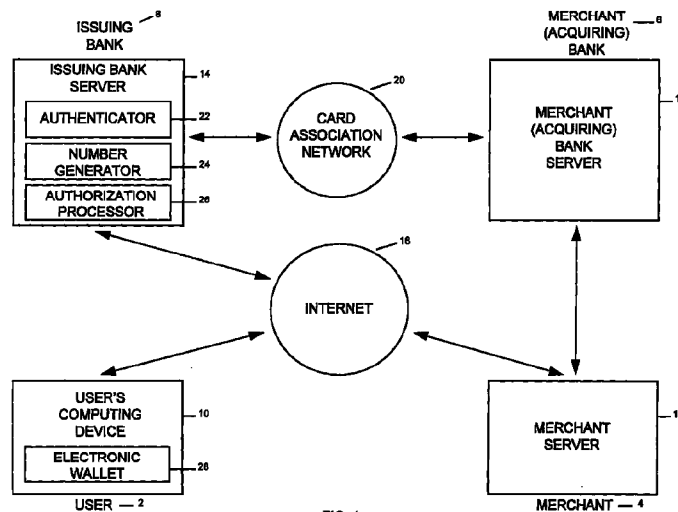 ISSUING 8
BANK
ISSUING BANK
SERVER
14
AUTHENTICATOR
22
NUMBER
GENERATOR
24
AUTHORIZATION
PROCESSOR
26
20
CARD
ASSOCIATION
NETWORK
MERCHANT 6
(ACQUIRING)
BANK
MERCHANT
(ACQUIRING)
BANK
SERVER
18
INTERNET
USER'S
COMPUTING
DEVICE
10
ELECTRONIC
WALLET
28
USER — 2
MERCHANT
SERVER
MERCHANT — 4